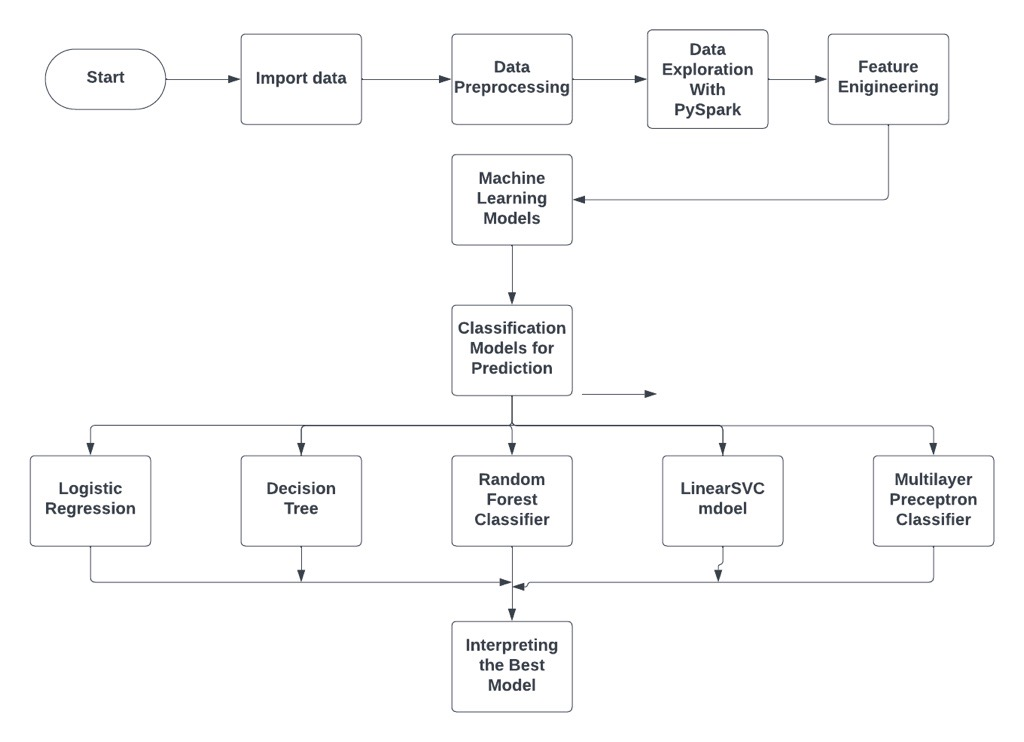 Start
Import data
Data
Preprocessing
Data
Exploration
With
PySpark
Feature
Enigineering
Machine
Learning
Models
Classification
Models for
Prediction
Logistic
Regression
Decision
Tree
Random
Forest
Classifier
LinearSVC
mdoel
Multilayer
Preceptron
Classifier
Interpreting
the Best
Model